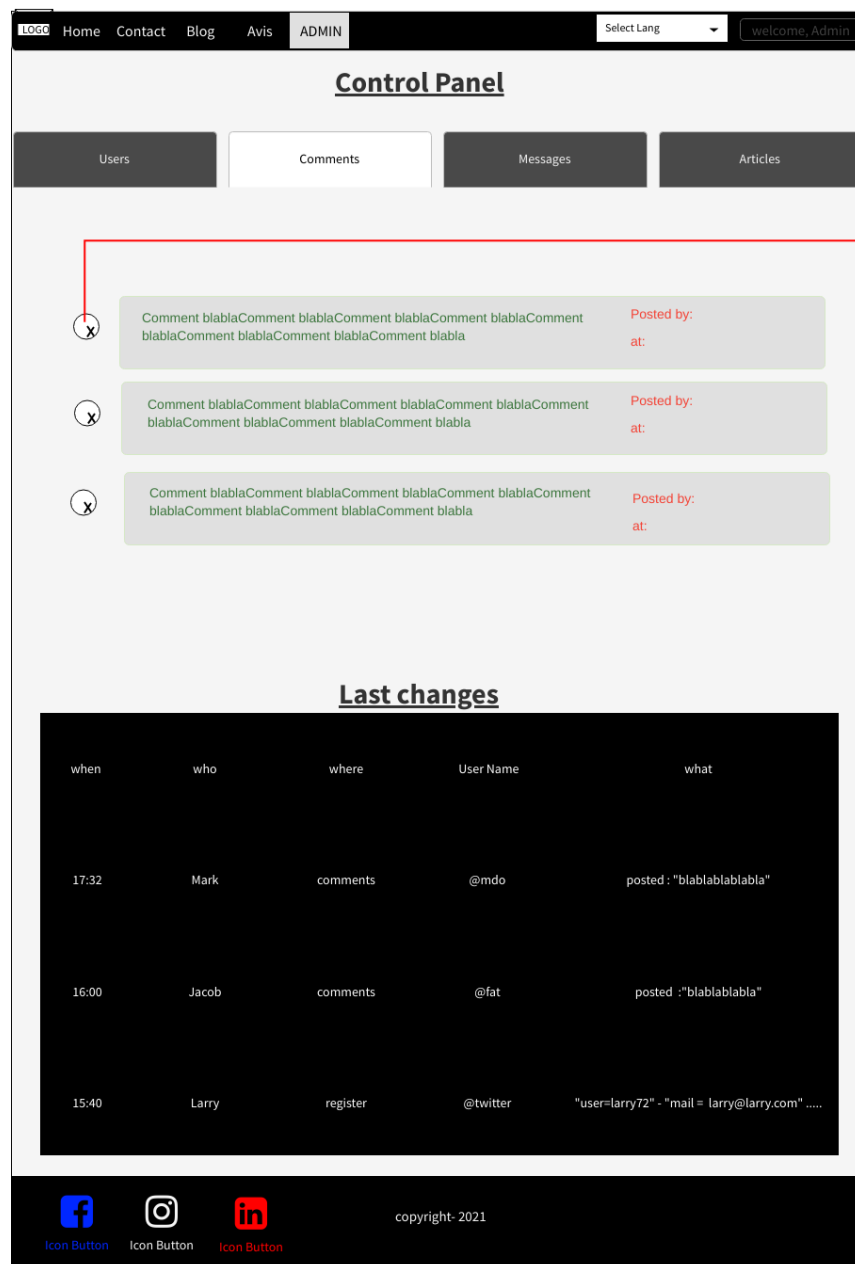 LOGO Home Contact Blog Avis ADMIN Select Lang welcome, Admin
Control Panel
Users Comments Messages Articles
x
Comment blablaComment blablaComment blablaComment blablaComment
blablaComment blablaComment blablaComment blabla
Posted by:
at:
x
Comment blablaComment blablaComment blablaComment blablaComment
blablaComment blablaComment blablaComment blabla
Posted by:
at:
x
Comment blablaComment blablaComment blablaComment blablaComment
blablaComment blablaComment blablaComment blabla
Posted by:
at:
Last changes
when who where User Name what
17:32 Mark comments @mdo posted : "blablablablabla"
16:00 Jacob comments @fat posted :"blablablabla"
15:40 Larry register @twitter "user=larry72" - "mail = larry@larry.com" .....
copyright- 2021
Icon Button Icon Button Icon Button